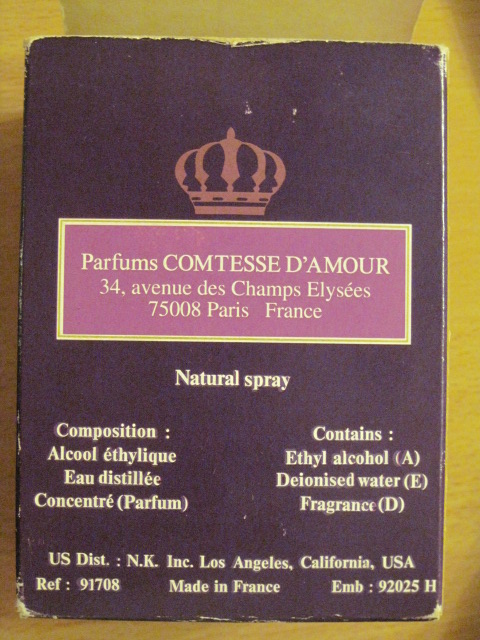 Parfums COMTESSE D'AMOUR
34, avenue des Champs Elysées
75008 Paris France
Natural spray
Composition :
Alcool éthylique
Eau distillée
Concentré (Parfum)
Contains :
Ethyl alcohol (A)
Deionised water (E)
Fragrance (D)
US Dist. : N.K. Inc. Los Angeles, California, USA
Ref : 91708 Made in France Emb : 92025 H